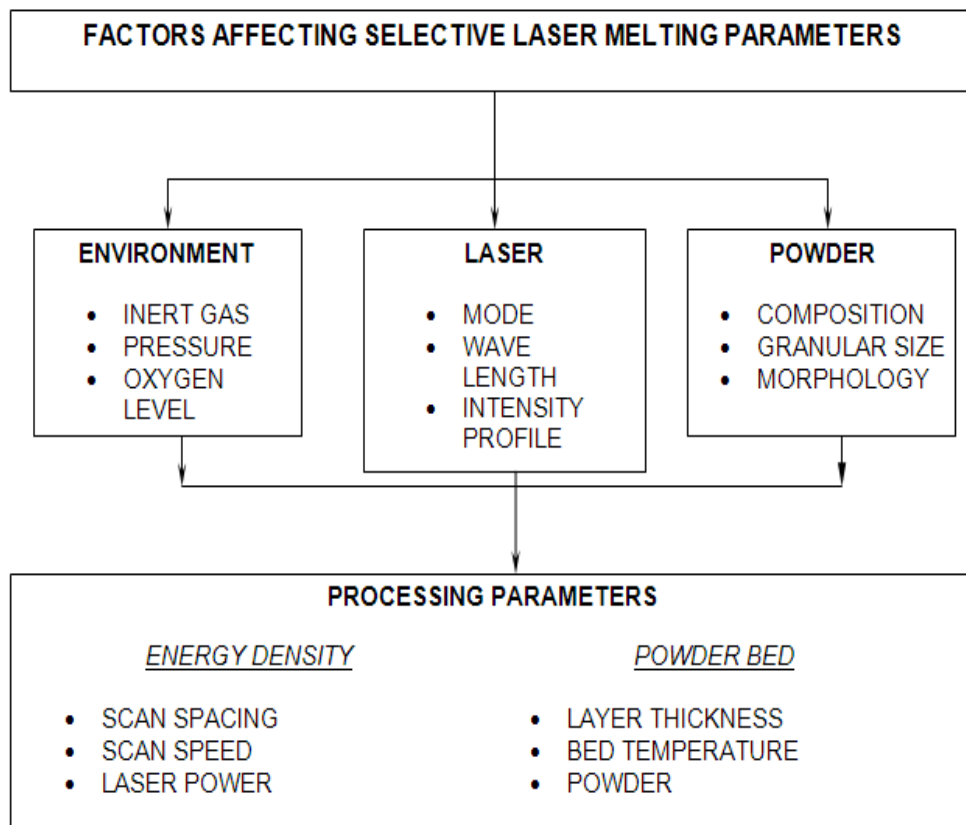 FACTORS AFFECTING SELECTIVE LASER MELTING PARAMETERS
ENVIRONMENT
• INERT GAS
• PRESSURE
• OXYGEN
LEVEL
LASER
• MODE
• WAVE
LENGTH
• INTENSITY
PROFILE
POWDER
• COMPOSITION
• GRANULAR SIZE
• MORPHOLOGY
PROCESSING PARAMETERS
ENERGY DENSITY
• SCAN SPACING
• SCAN SPEED
• LASER POWER
POWDER BED
• LAYER THICKNESS
• BED TEMPERATURE
• POWDER